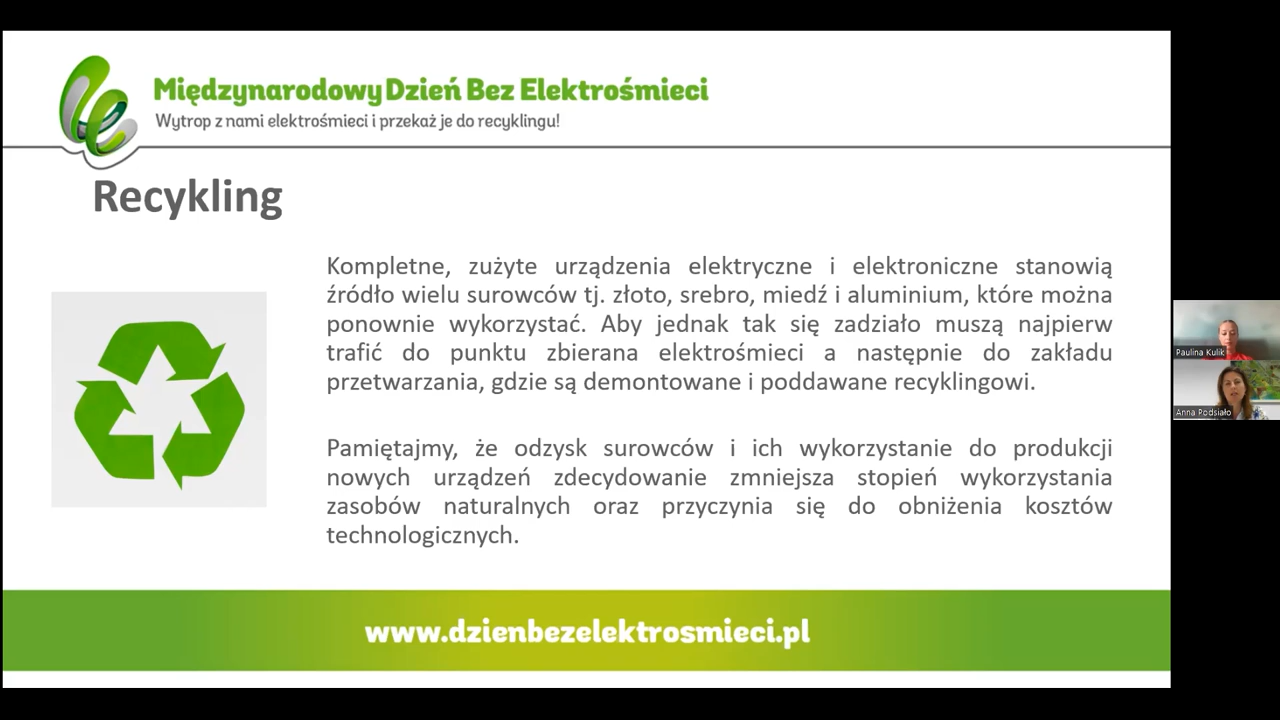 Międzynarodowy Dzień Bez Elektrośmieci
Wytrop z nami elektrośmieci i przekaż je do recyklingu!
Recykling
Kompletne, zużyte urządzenia elektryczne i elektroniczne stanowią
źródło wielu surowców tj. złoto, srebro, miedź i aluminium, które można
ponownie wykorzystać. Aby jednak tak się zadziało muszą najpierw
trafić do punktu zbierana elektrośmieci a następnie do zakładu
przetwarzania, gdzie są demontowane i poddawane recyklingowi.
Pamiętajmy, że odzysk surowców i ich wykorzystanie do produkcji
nowych urządzeń zdecydowanie zmniejsza stopień wykorzystania
zasobów naturalnych oraz przyczynia się do obniżenia kosztów
technologicznych.
www.dzienbezelektrosmieci.pl
Paulina Kulik
Anna Podsiało